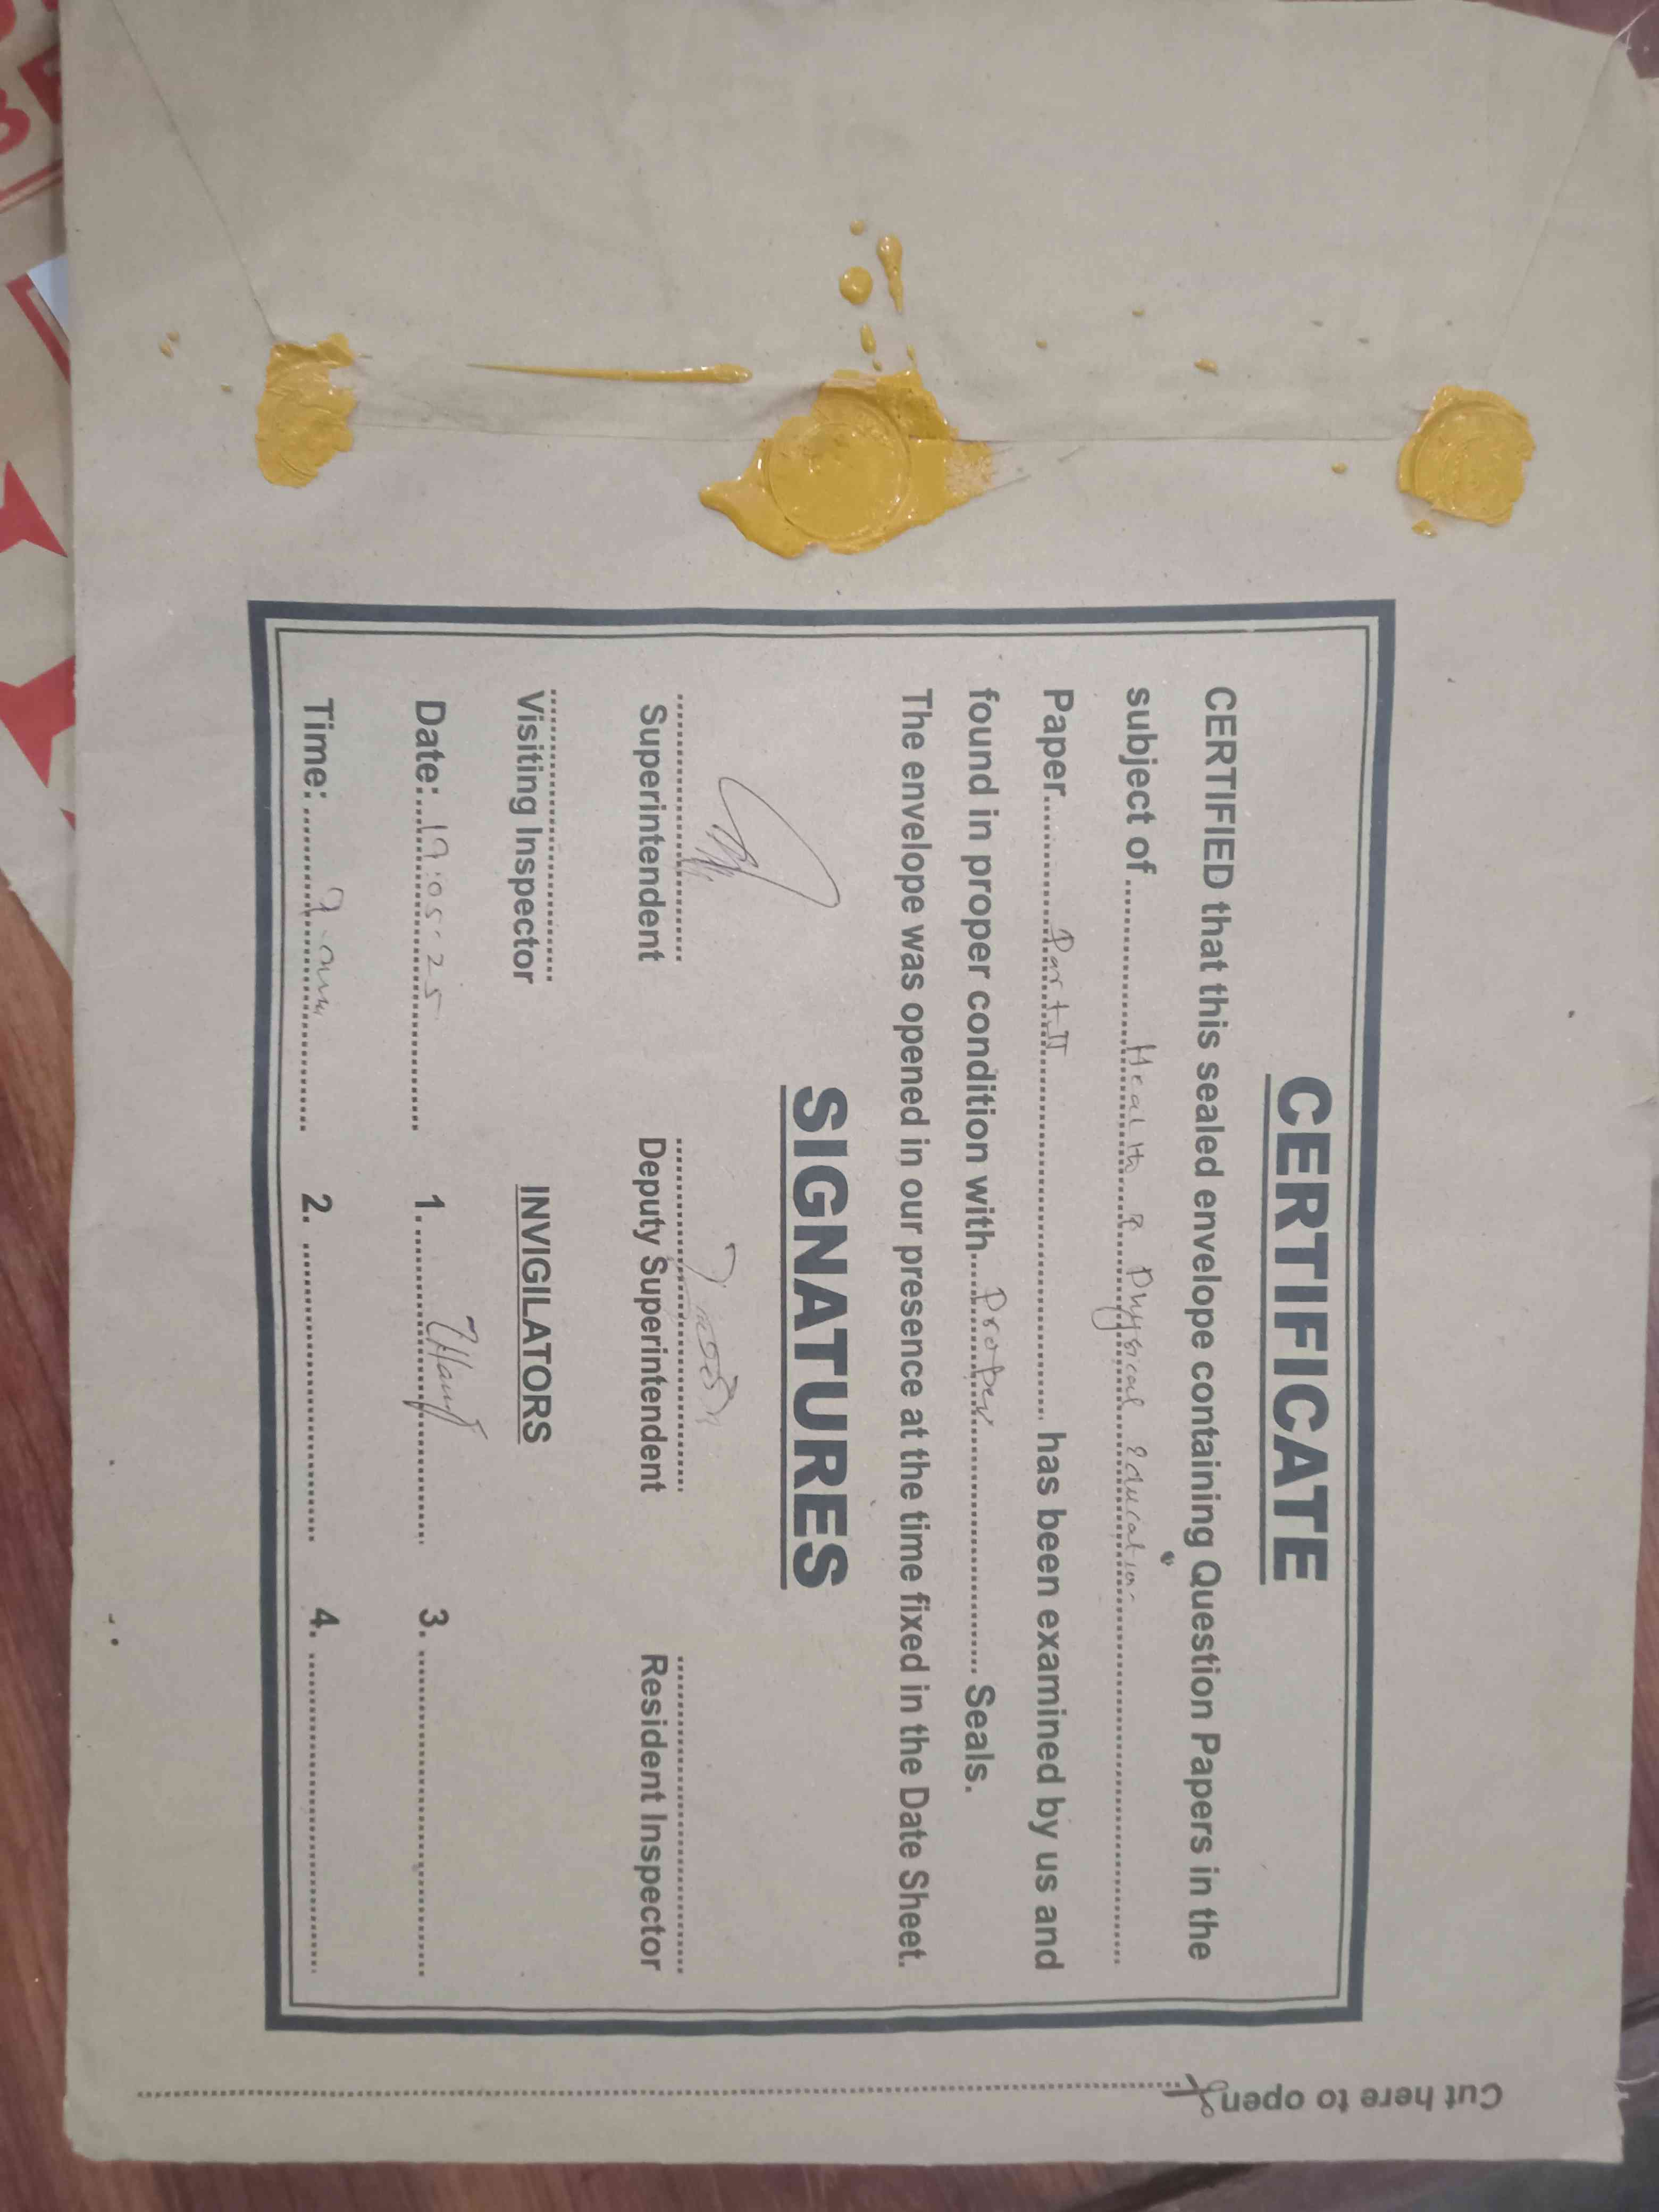 CERTIFICATE
CERTIFIED that this sealed envelope containing Question Papers in the
subject of.................Health & Physical Education..................
Paper.............Part II.................. has been examined by us and
found in proper condition with....Proper.................. Seals.
The envelope was opened in our presence at the time fixed in the Date Sheet.
SIGNATURES
Superintendent Deputy Superintendent Resident Inspector
Visiting Inspector INVIGILATORS
Date:...19.05.25........... 1........................... 3. ...........................
Time:........9........... 2. ........................... 4. ...........................
Cut here to open